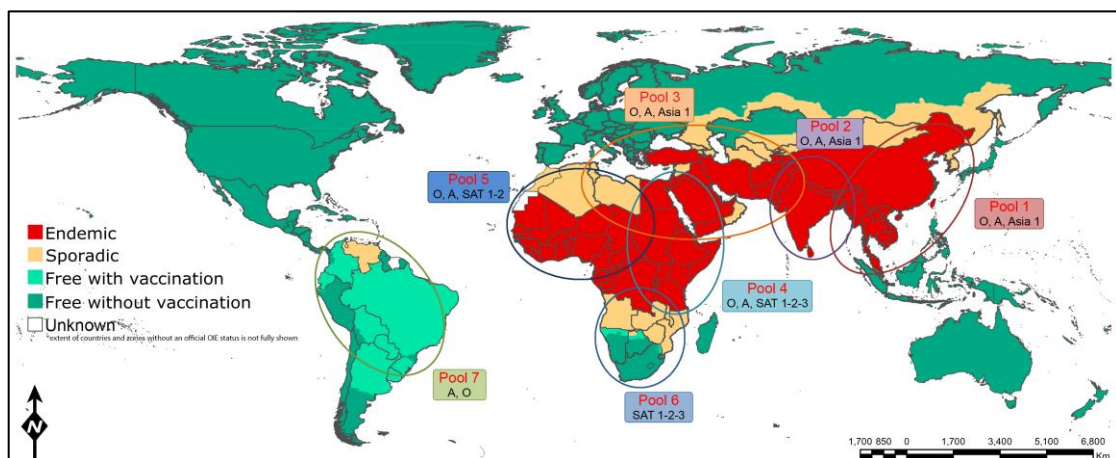 Pool 3
O, A, Asia 1
Pool 2
O, A, Asia 1
Pool 5
O, A, SAT 1-2
Pool 1
O, A, Asia 1
Endemic
Sporadic
Free with vaccination
Free without vaccination
Unknown
*extent of countries and zones without an official OIE status is not fully shown
Pool 4
O, A, SAT 1-2-3
Pool 7
A, O
Pool 6
SAT 1-2-3
N
1,700 850 0 1,700 3,400 5,100 6,800
Km